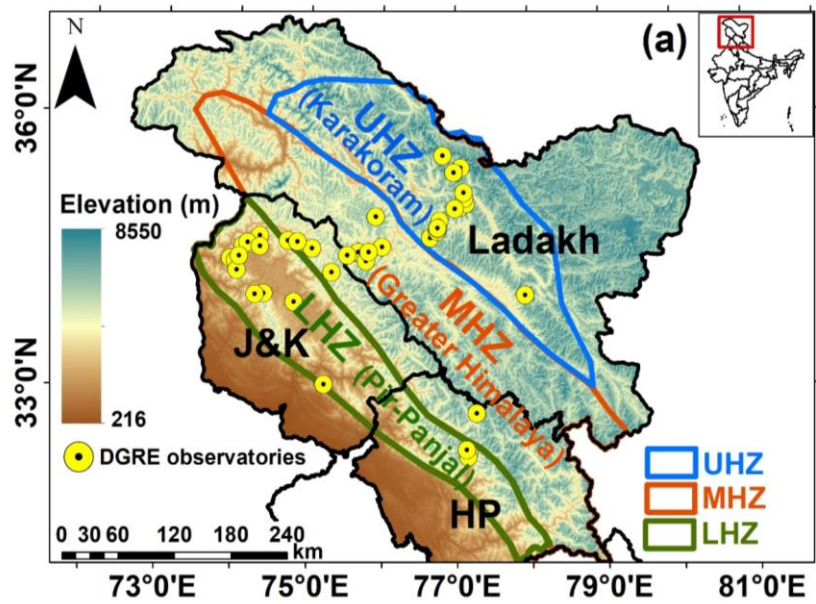 N
(a)
36°0'N
33°0'N
UHZ
(Karakoram)
Elevation (m)
8550
216
Ladakh
MHZ
(Greater Himalaya)
LHZ
(Pir-Panjal)
J&K
HP
DGRE observatories
UHZ
MHZ
LHZ
0 30 60 120 180 240
km
73°0'E 75°0'E 77°0'E 79°0'E 81°0'E